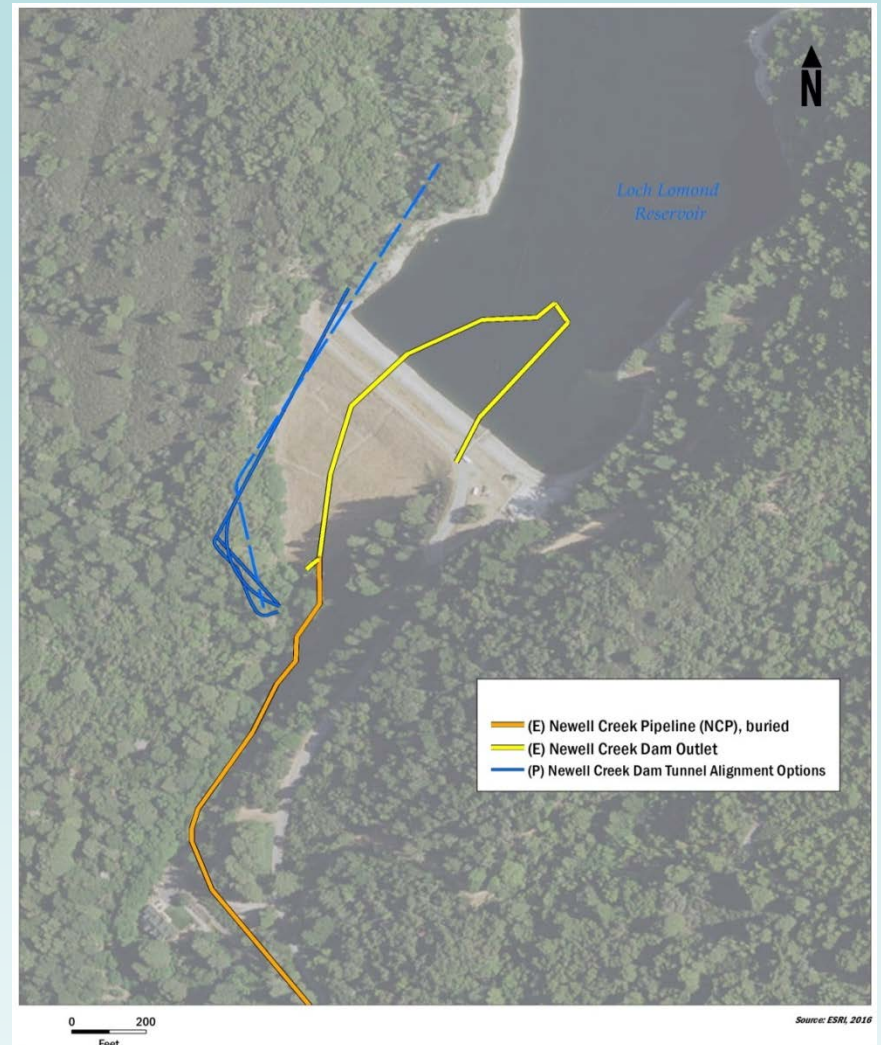 N
Loch Lomond
Reservoir
(E) Newell Creek Pipeline (NCP), buried
(E) Newell Creek Dam Outlet
(P) Newell Creek Dam Tunnel Alignment Options
0 200
Feet
Source: ESRI, 2016